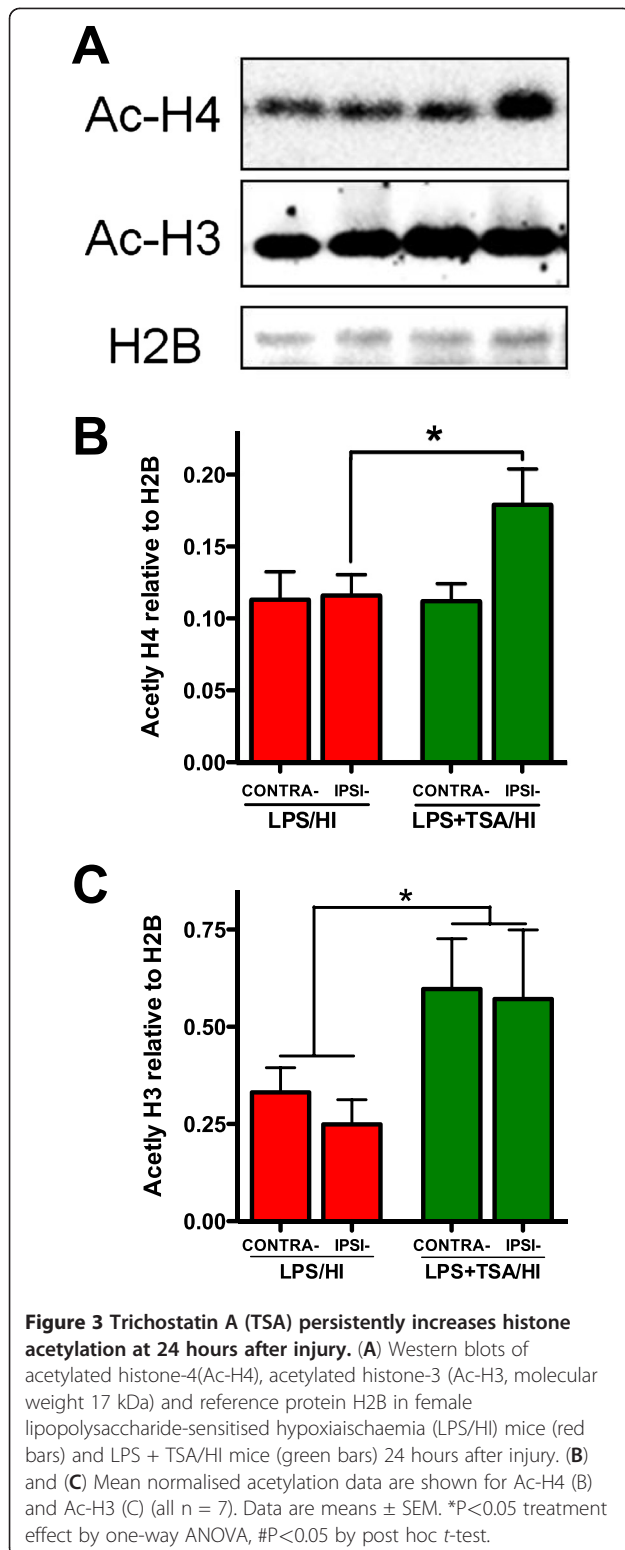 A
Ac-H4
Ac-H3
H2B
B
Acetly H4 relative to H2B
0.20
0.15
0.10
0.05
0.00
*
CONTRA- IPSI- CONTRA- IPSI-
LPS/HI LPS+TSA/HI
C
Acetly H3 relative to H2B
0.75
0.50
0.25
0.00
*
CONTRA- IPSI- CONTRA- IPSI-
LPS/HI LPS+TSA/HI
Figure 3 Trichostatin A (TSA) persistently increases histone
acetylation at 24 hours after injury. (A) Western blots of
acetylated histone-4(Ac-H4), acetylated histone-3 (Ac-H3, molecular
weight 17 kDa) and reference protein H2B in female
lipopolysaccharide-sensitised hypoxiaischaemia (LPS/HI) mice (red
bars) and LPS + TSA/HI mice (green bars) 24 hours after injury. (B)
and (C) Mean normalised acetylation data are shown for Ac-H4 (B)
and Ac-H3 (C) (all n = 7). Data are means ± SEM. *P<0.05 treatment
effect by one-way ANOVA, #P<0.05 by post hoc t-test.